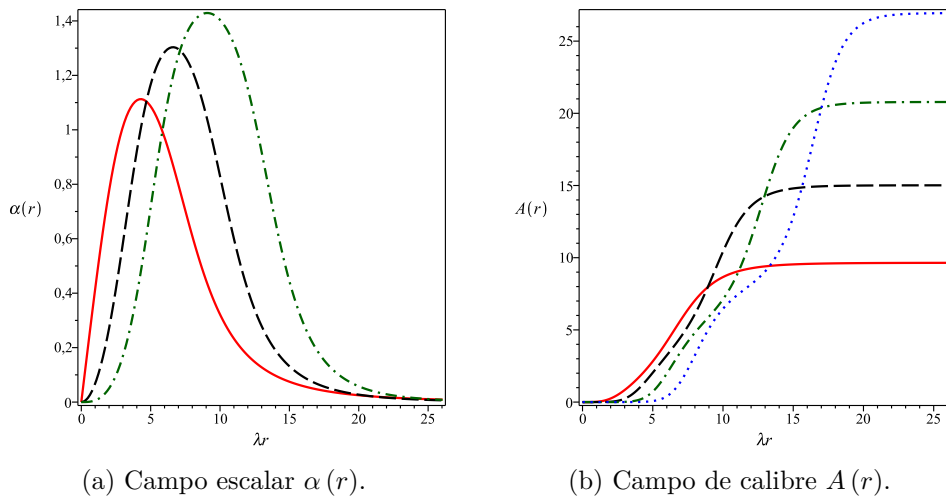 1,4
1,2
1
0,8
α(r)
0,6
0,4
0,2
0
0 5 10 15 20 25
λr
25
20
15
A(r)
10
5
0
0 5 10 15 20 25
λr
(a) Campo escalar α (r).
(b) Campo de calibre A (r).